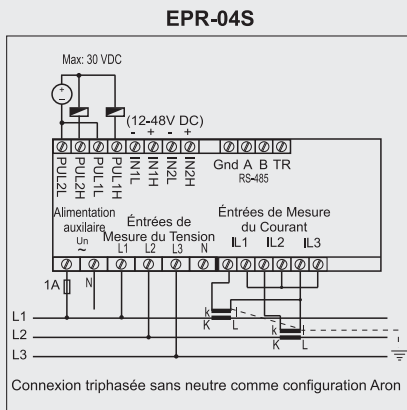 EPR-04S
Max: 30 VDC
(12-48V DC)
- + - +
PUL2L PUL2H PUL1L PUL1H IN1L IN1H IN2L IN2H Gnd A B TR
RS-485
Alimentation auxilaire
Un
~
Éntrées de Mesure du Tension
L1 L2 L3 N
Éntrées de Mesure du Courant
IL1 IL2 IL3
1A N
L1
L2
L3
k l
K L
k l
K L
Connexion triphasée sans neutre comme configuration Aron